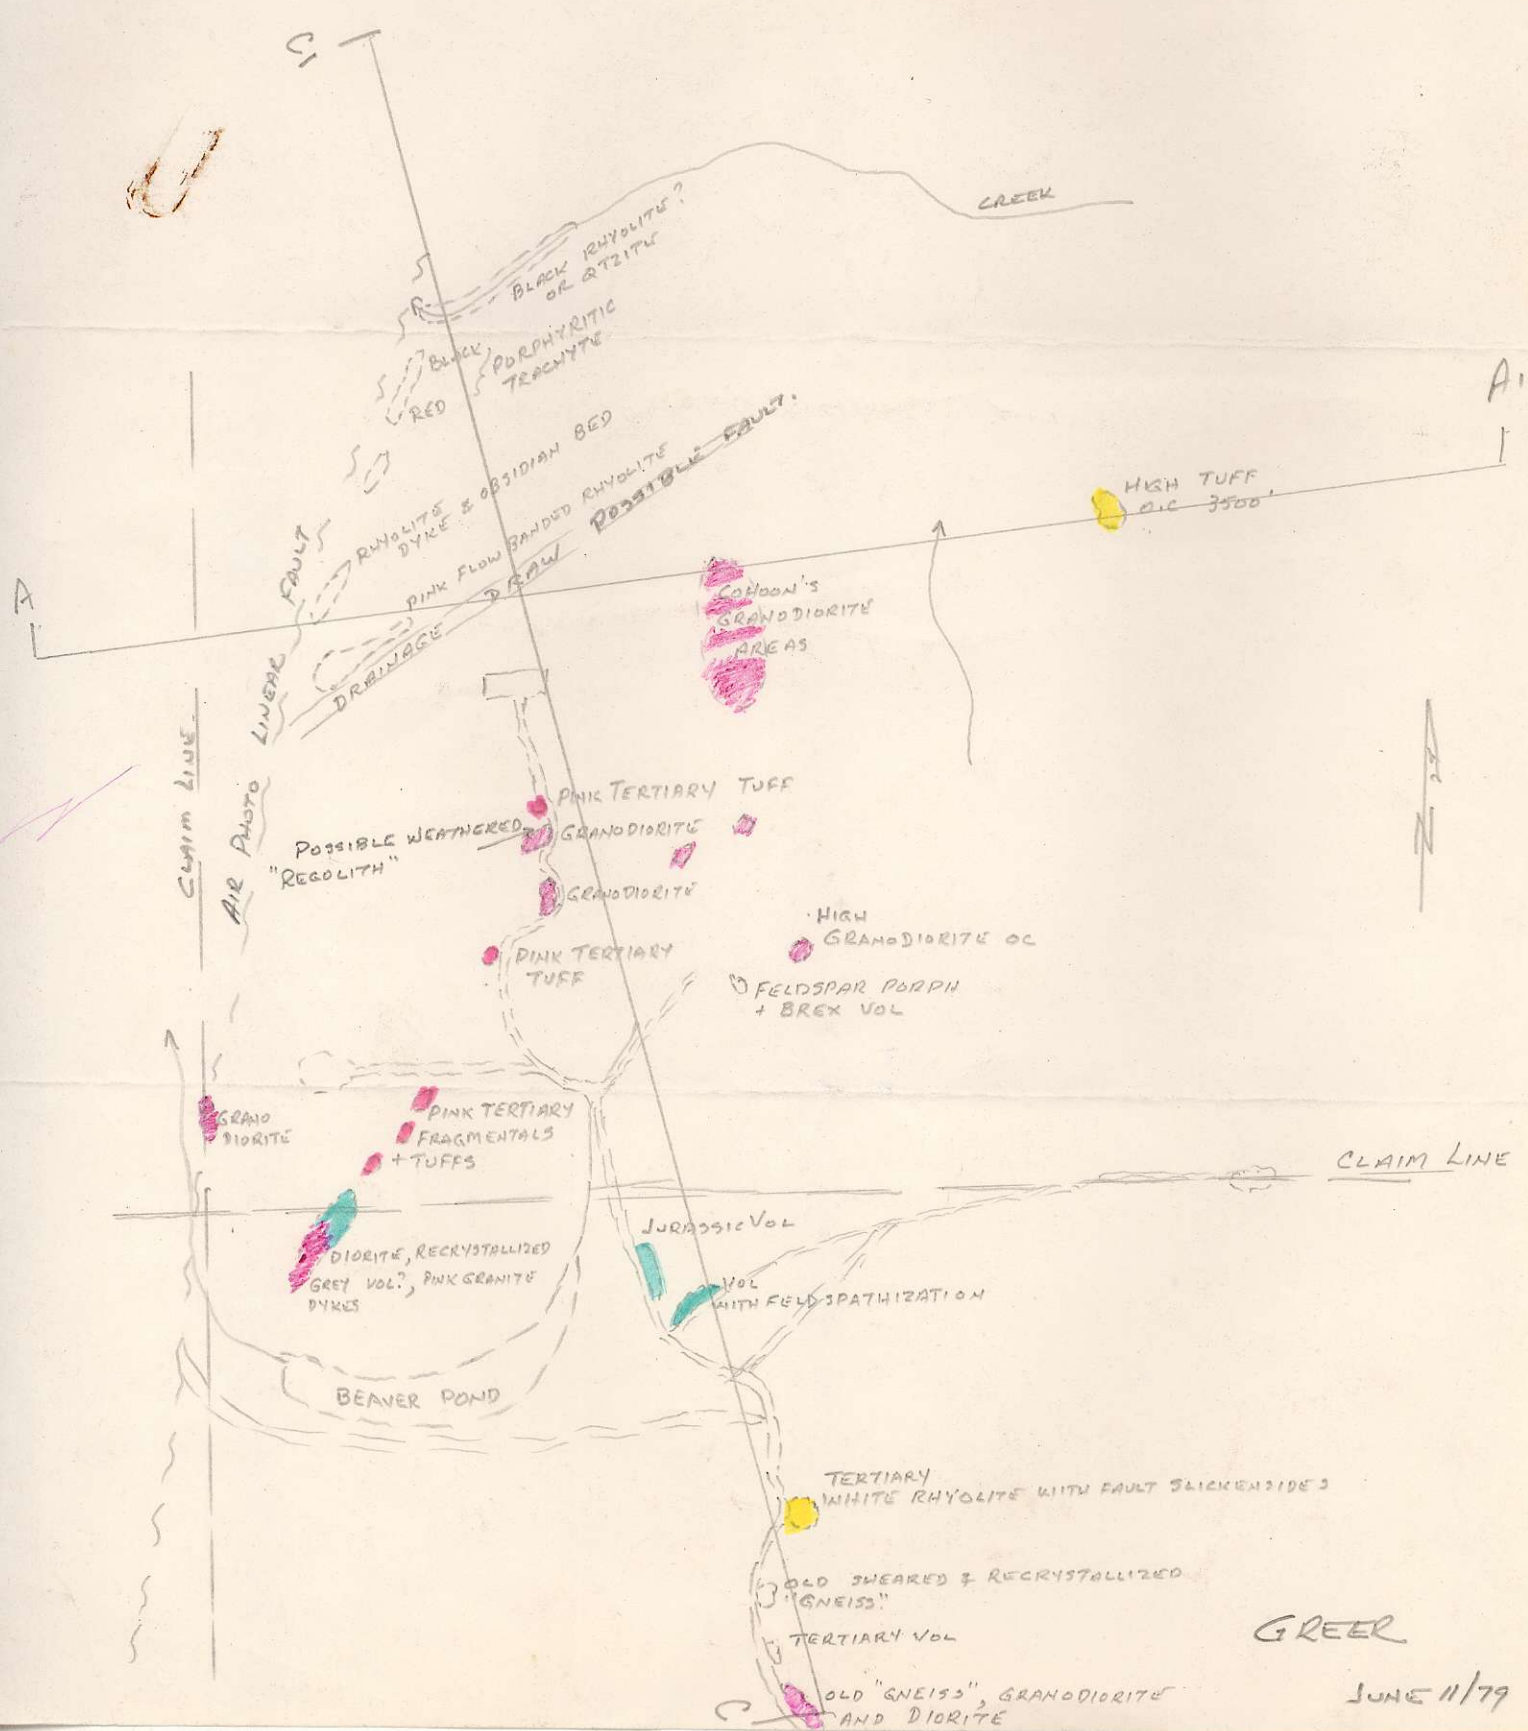 C1
CREEK
BLACK RHYOLITE?
OR QTZITE
BLACK,
RED
PORPHYRITIC
TRACHYTE
A1
HIGH TUFF
O.C 3500'
RHYOLITE
DYKE & OBSIDIAN BED
PINK FLOW BANDED RHYOLITE
DRAINAGE DRAW POSSIBLE FAULT.
A
COHOON'S
GRANODIORITE
AREAS
AIR PHOTO LINEAR FAULT
CLAIM LINE
N
PINK TERTIARY TUFF
POSSIBLE WEATHERED
"REGOLITH"
GRANODIORITE
GRANODIORITE
HIGH
GRANODIORITE OC
PINK TERTIARY
TUFF
FELDSPAR PORPH
+ BREX VOL
GRANO
DIORITE
PINK TERTIARY
FRAGMENTALS
+ TUFFS
CLAIM LINE
JURASSIC VOL
DIORITE, RECRYSTALLIZED
GREY VOL?, PINK GRANITE
DYKES
VOL
WITH FELDSPATHIZATION
BEAVER POND
TERTIARY
WHITE RHYOLITE WITH FAULT SLICKENSIDES
OLD SHEARED & RECRYSTALLIZED
"GNEISS"
TERTIARY VOL
OLD "GNEISS", GRANODIORITE
AND DIORITE
C
GREER
JUNE 11/79